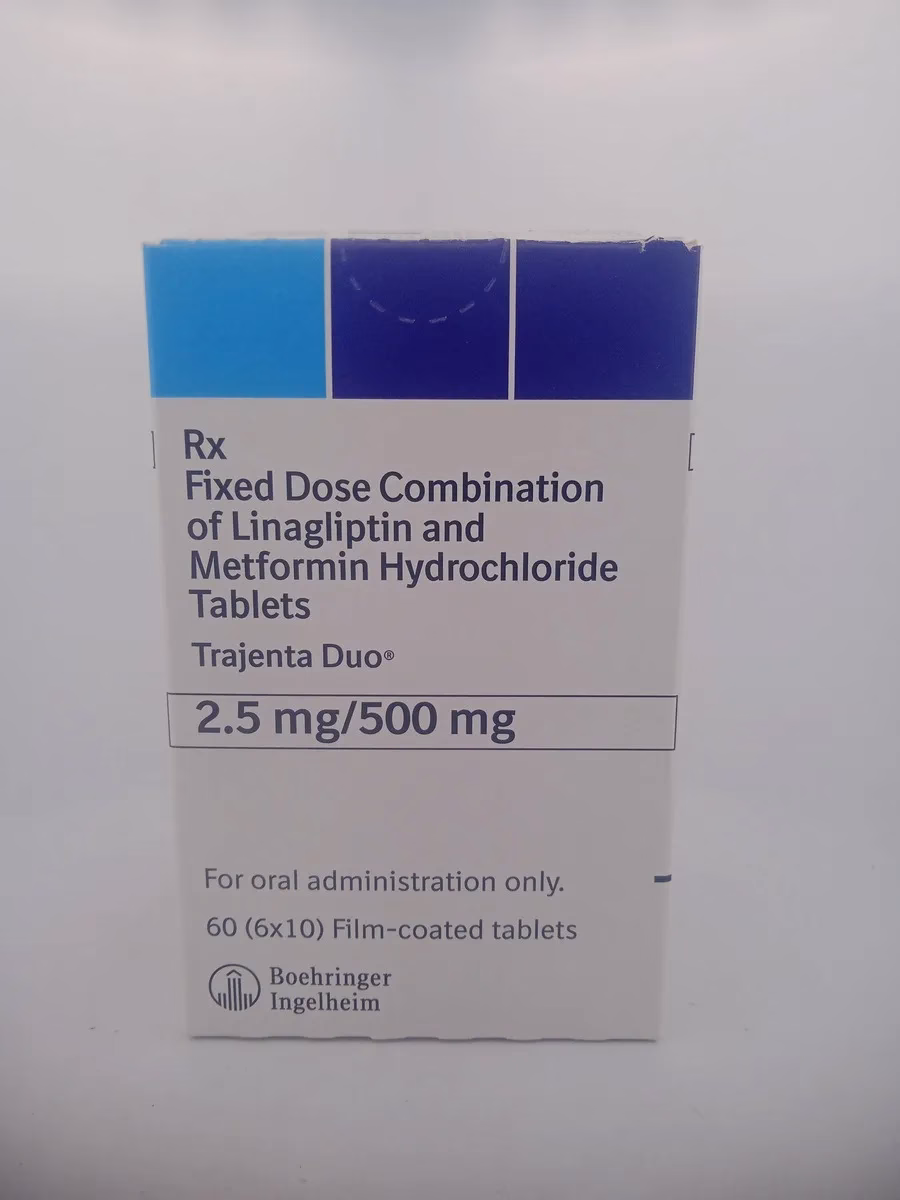 Rx
Fixed Dose Combination
of Linagliptin and
Metformin Hydrochloride
Tablets
Trajenta Duo®
2.5 mg/500 mg
For oral administration only.
60 (6x10) Film-coated tablets
Boehringer
Ingelheim